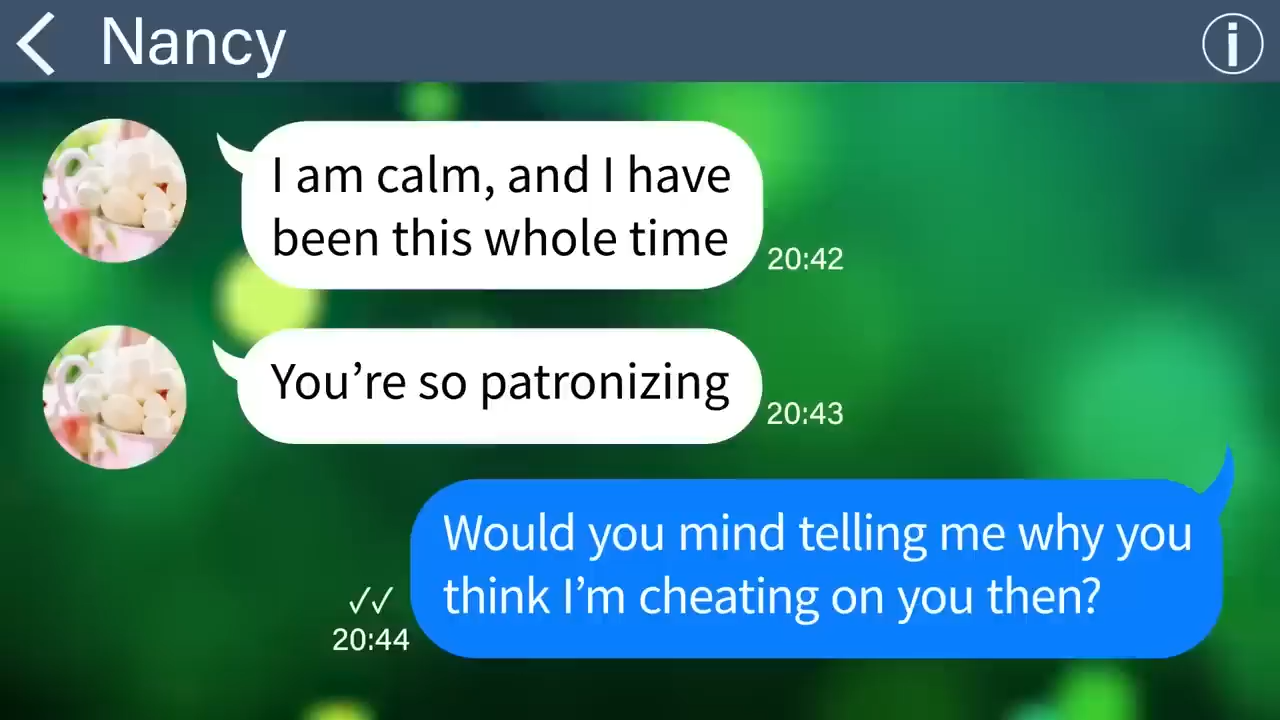 Nancy
I am calm, and I have
been this whole time
20:42
You’re so patronizing
20:43
Would you mind telling me why you
think I’m cheating on you then?
20:44